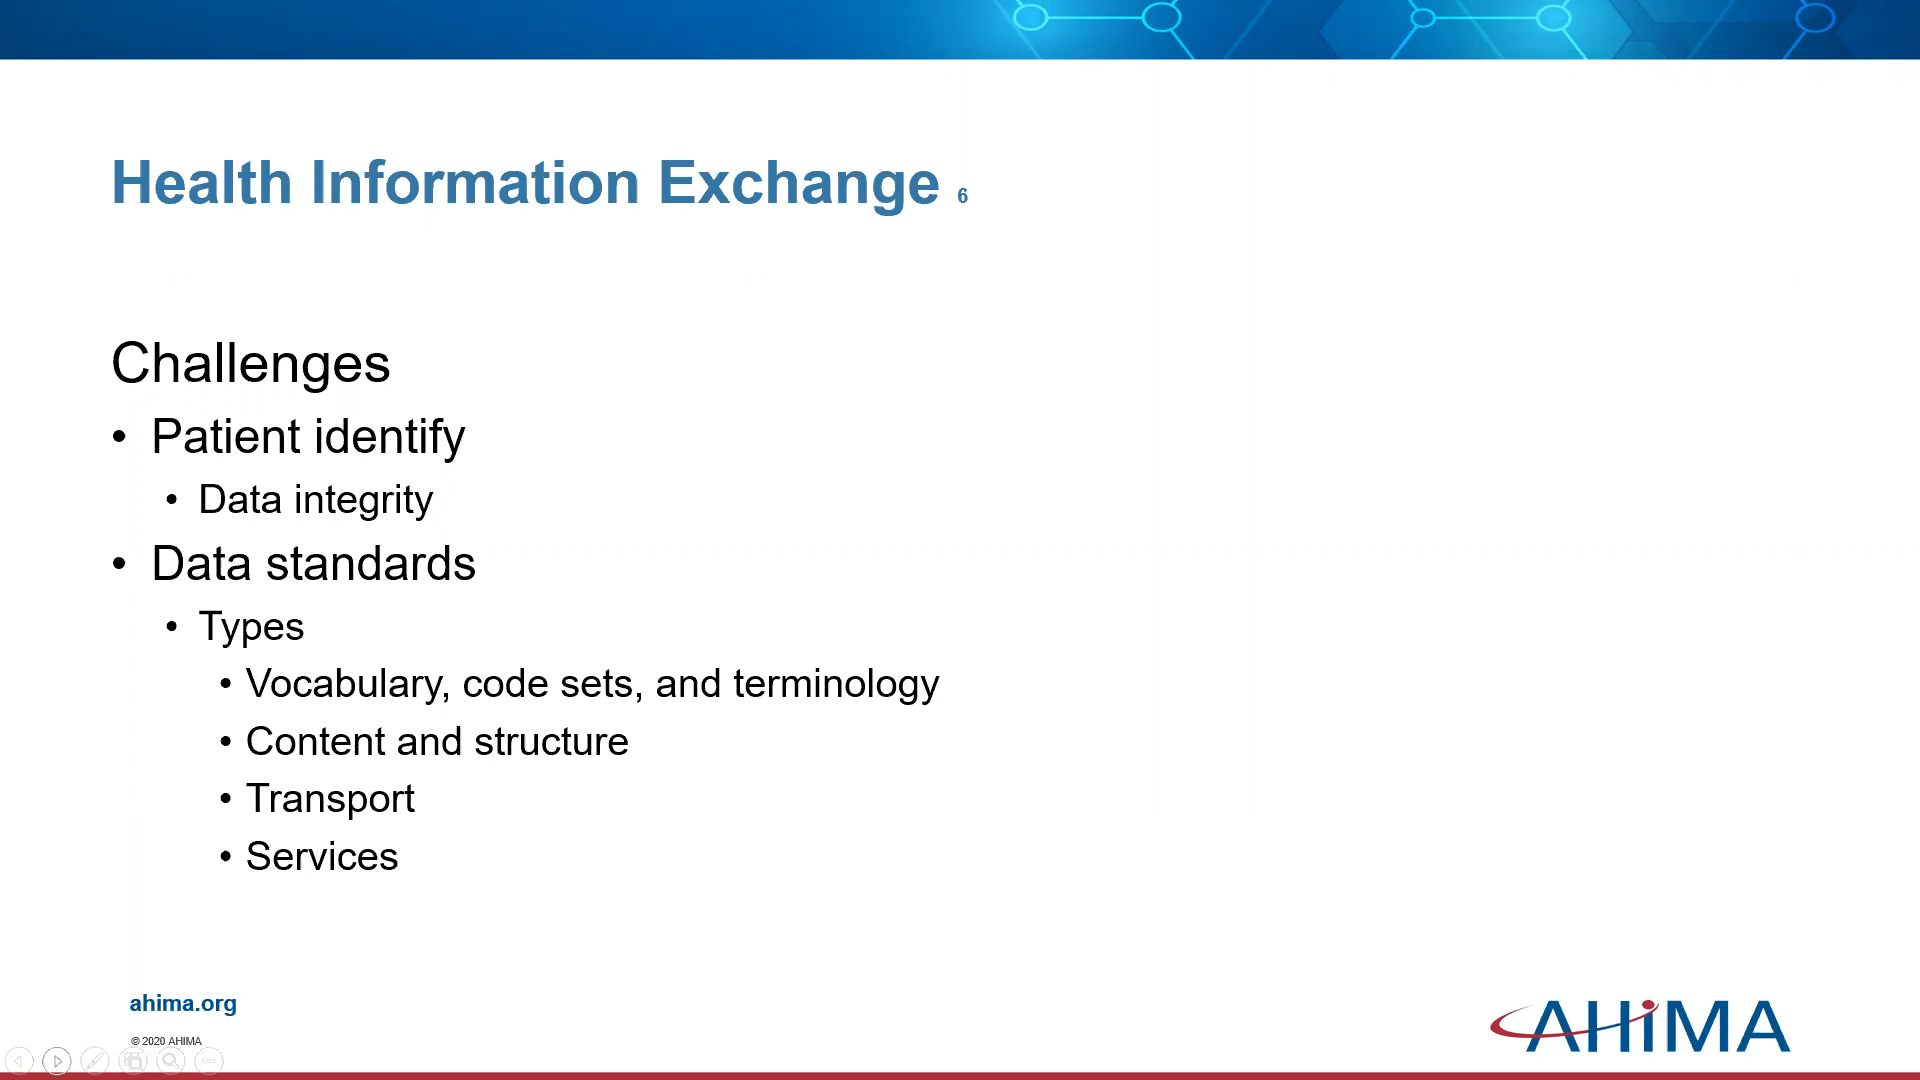 Health Information Exchange 6
Challenges
• Patient identify
• Data integrity
• Data standards
• Types
• Vocabulary, code sets, and terminology
• Content and structure
• Transport
• Services
ahima.org
© 2020 AHIMA
AHiMA